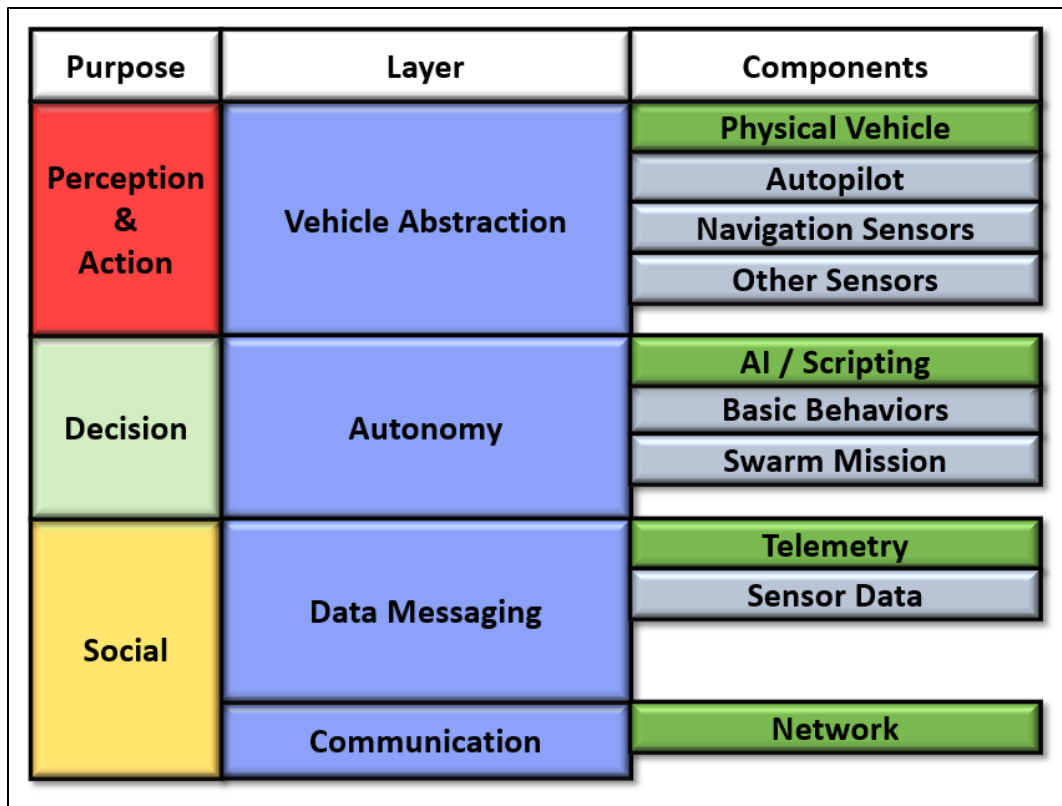 Purpose
Layer
Components
Perception
&
Action
Vehicle Abstraction
Physical Vehicle
Autopilot
Navigation Sensors
Other Sensors
Decision
Autonomy
AI / Scripting
Basic Behaviors
Swarm Mission
Social
Data Messaging
Telemetry
Sensor Data
Communication
Network